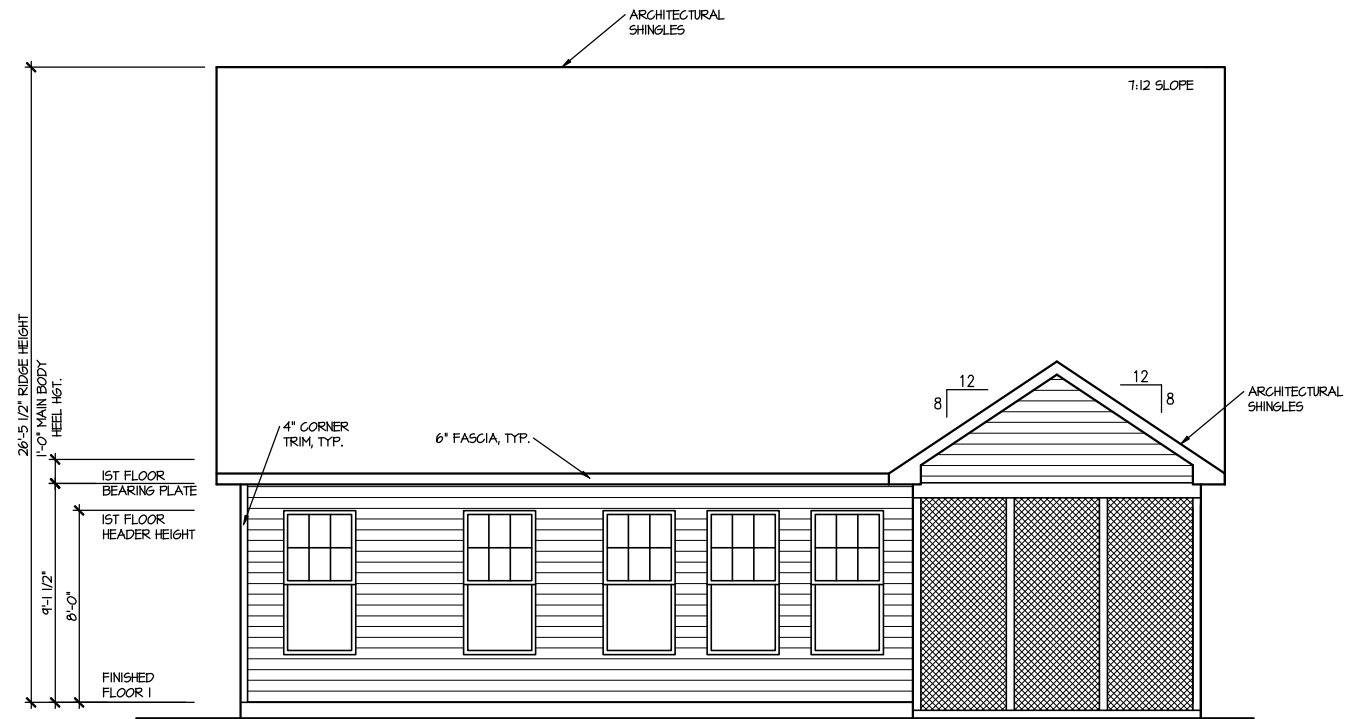 ARCHITECTURAL
SHINGLES
7:12 SLOPE
26'-5 1/2" RIDGE HEIGHT
1'-0" MAIN BODY
HEEL HGT.
12
8
12
8
ARCHITECTURAL
SHINGLES
4" CORNER
TRIM, TYP.
6" FASCIA, TYP.
1ST FLOOR
BEARING PLATE
1ST FLOOR
HEADER HEIGHT
9'-1 1/2"
8'-0"
FINISHED
FLOOR 1